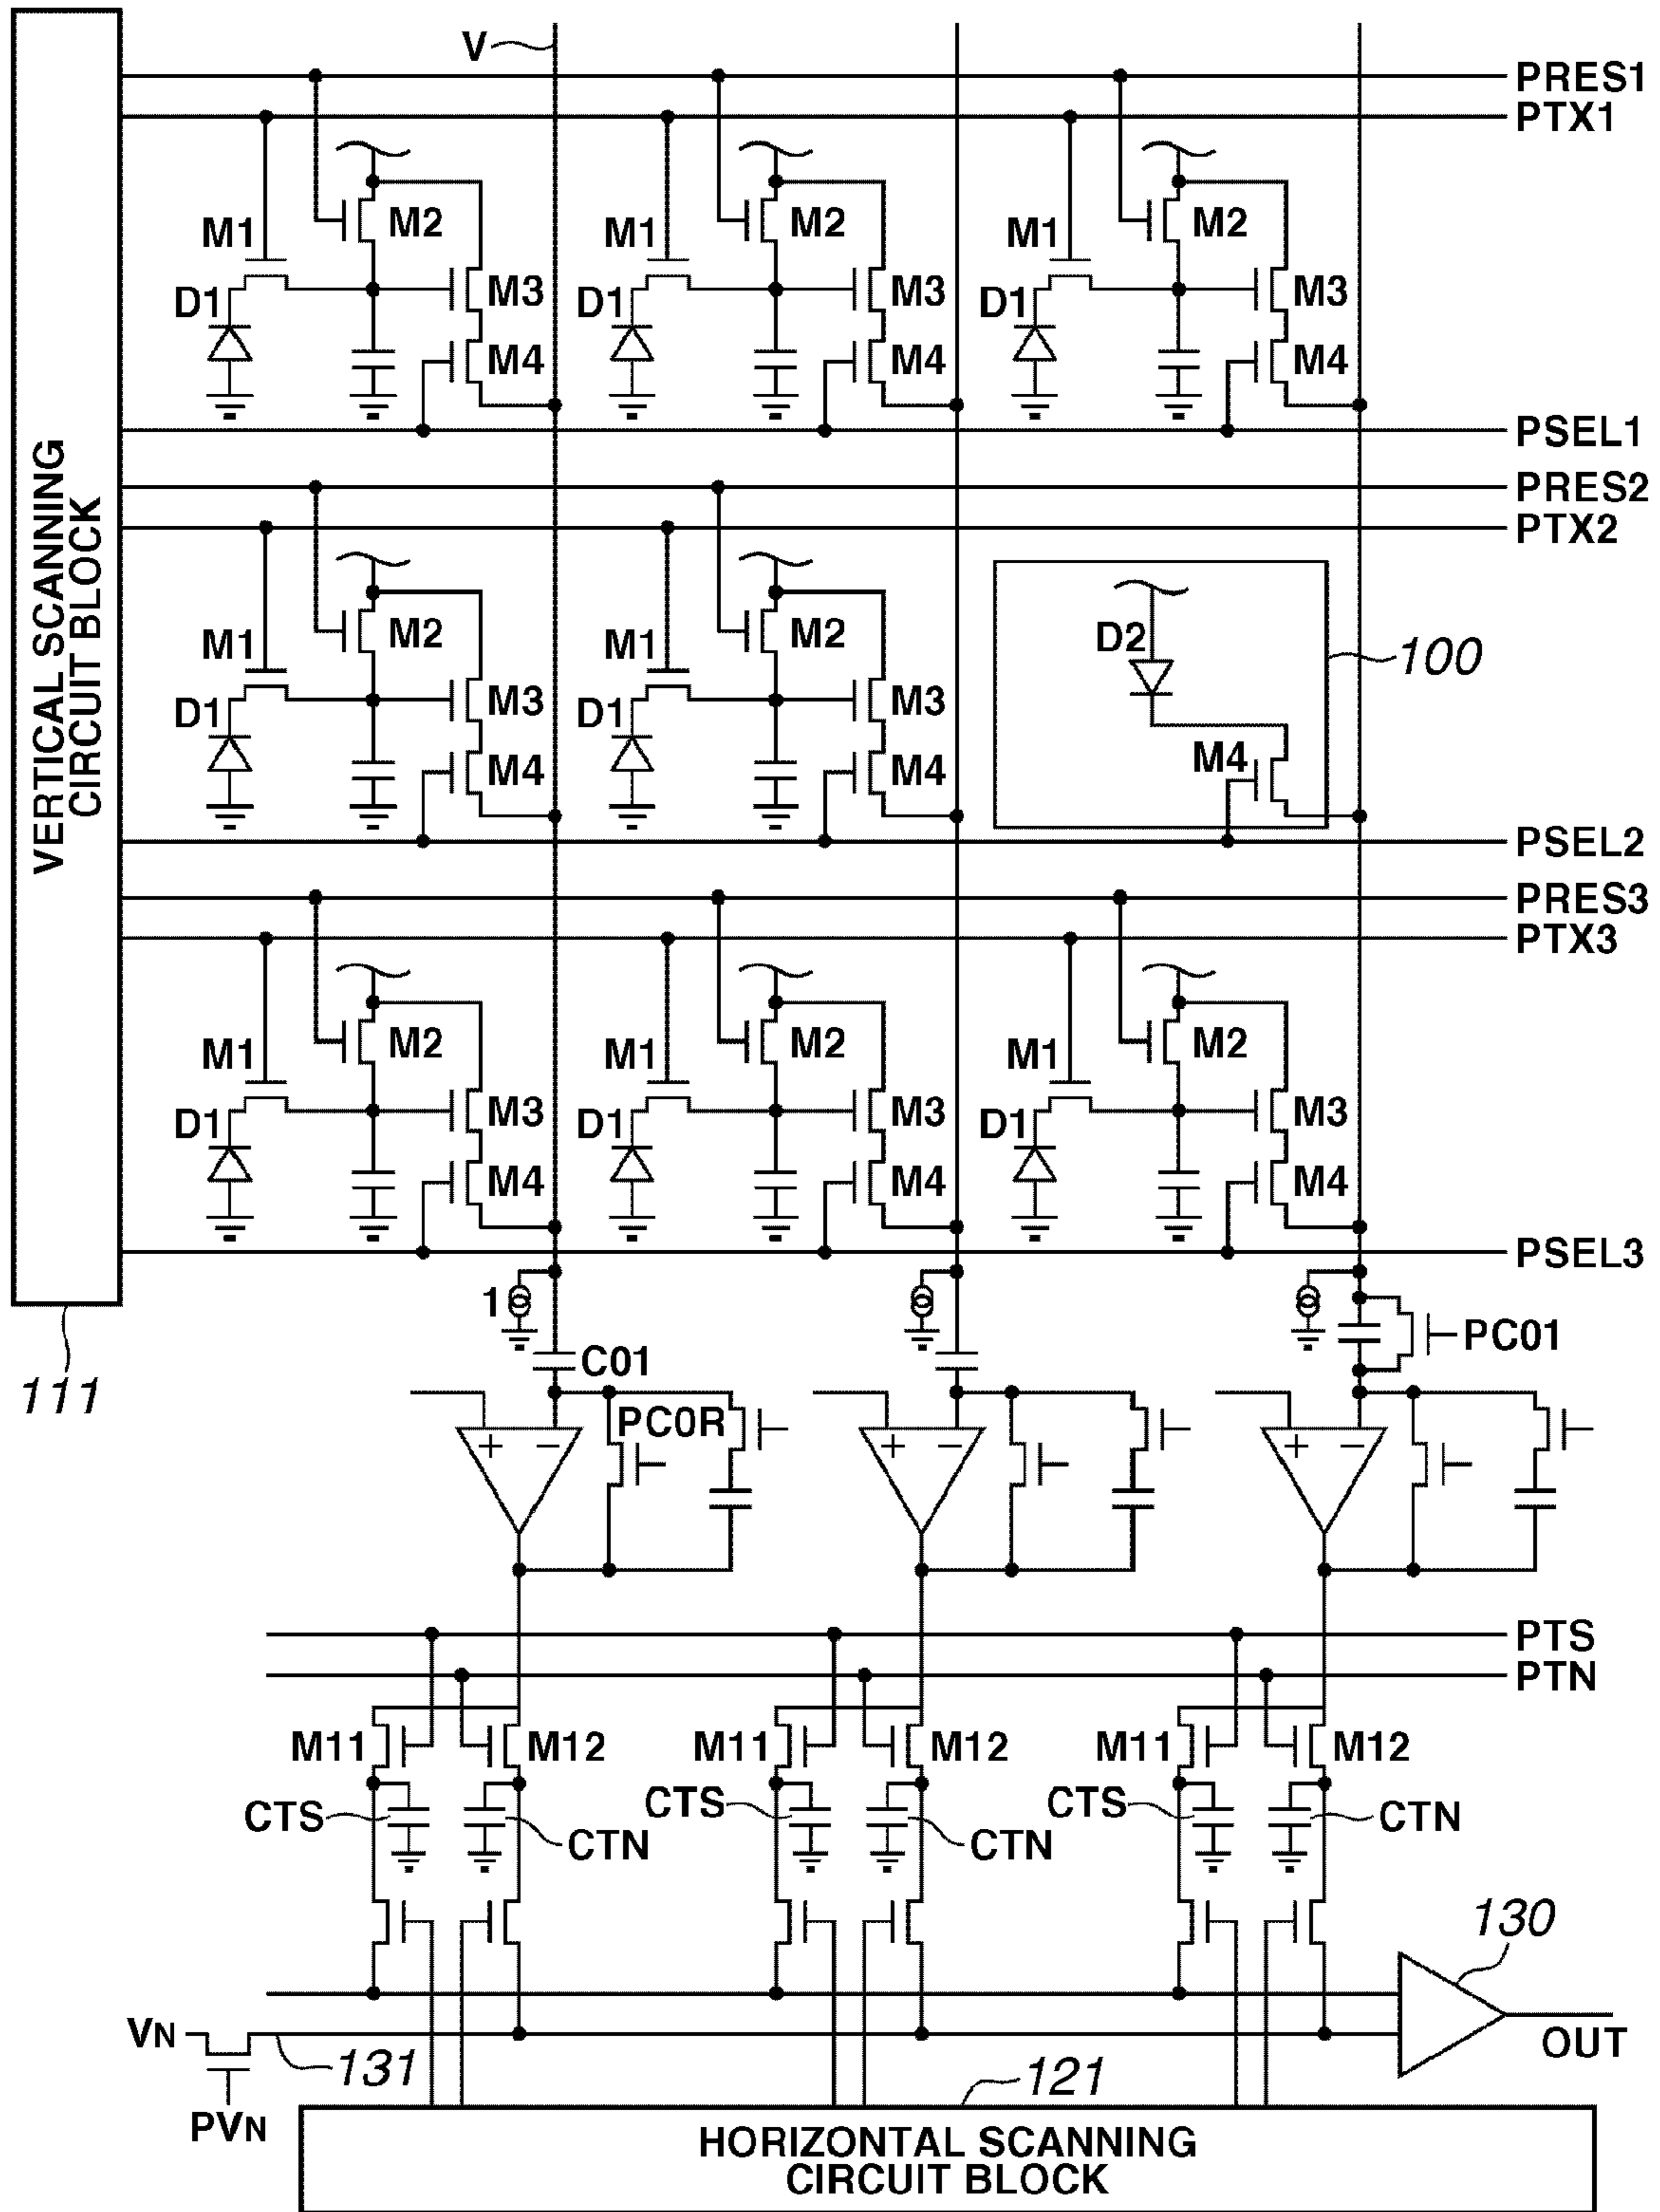 V
PRES1
PTX1
M1 M2 M1 M2 M1 M2
D1 M3 D1 M3 D1 M3
M4 M4 M4
PSEL1
PRES2
PTX2
VERTICAL SCANNING
CIRCUIT BLOCK
M1 M2 M1 M2 D2 100
D1 M3 D1 M3
M4 M4 M4
PSEL2
PRES3
PTX3
M1 M2 M1 M2 M1 M2
D1 M3 D1 M3 D1 M3
M4 M4 M4
PSEL3
1
C01 PC01
111
PC0R
+ − + − + −
PTS
PTN
M11 M12 M11 M12 M11 M12
CTS CTN CTS CTN CTS CTN
130
VN
131
OUT
PVN
121
HORIZONTAL SCANNING
CIRCUIT BLOCK